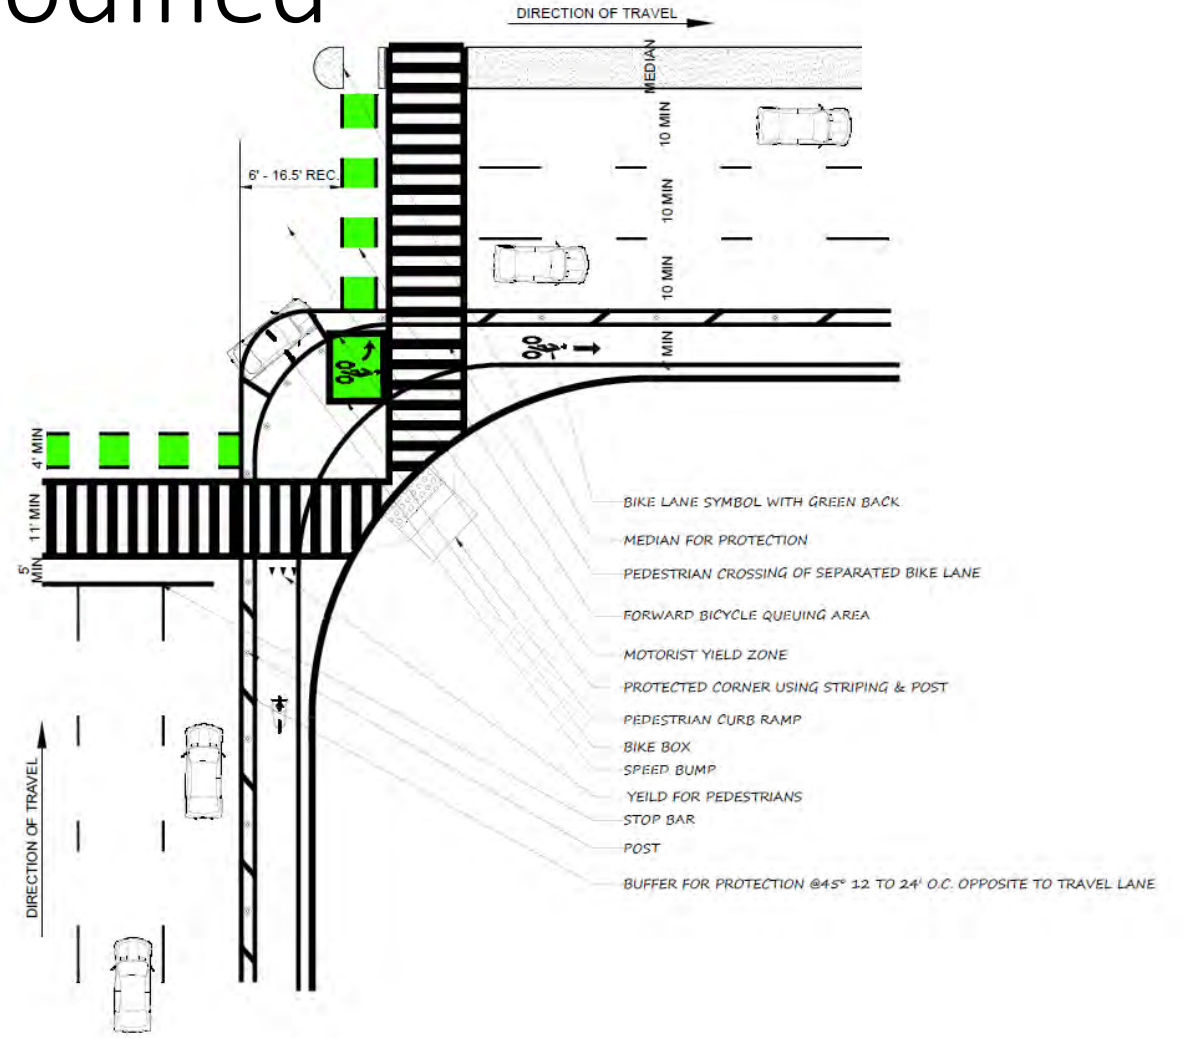 DIRECTION OF TRAVEL
MEDIAN
10 MIN
10 MIN
10 MIN
MIN
6' - 16.5' REC.
4' MIN
11' MIN
5' MIN
DIRECTION OF TRAVEL
BIKE LANE SYMBOL WITH GREEN BACK
MEDIAN FOR PROTECTION
PEDESTRIAN CROSSING OF SEPARATED BIKE LANE
FORWARD BICYCLE QUEUING AREA
MOTORIST YIELD ZONE
PROTECTED CORNER USING STRIPING & POST
PEDESTRIAN CURB RAMP
BIKE BOX
SPEED BUMP
YEILD FOR PEDESTRIANS
STOP BAR
POST
BUFFER FOR PROTECTION @45° 12 TO 24' O.C. OPPOSITE TO TRAVEL LANE